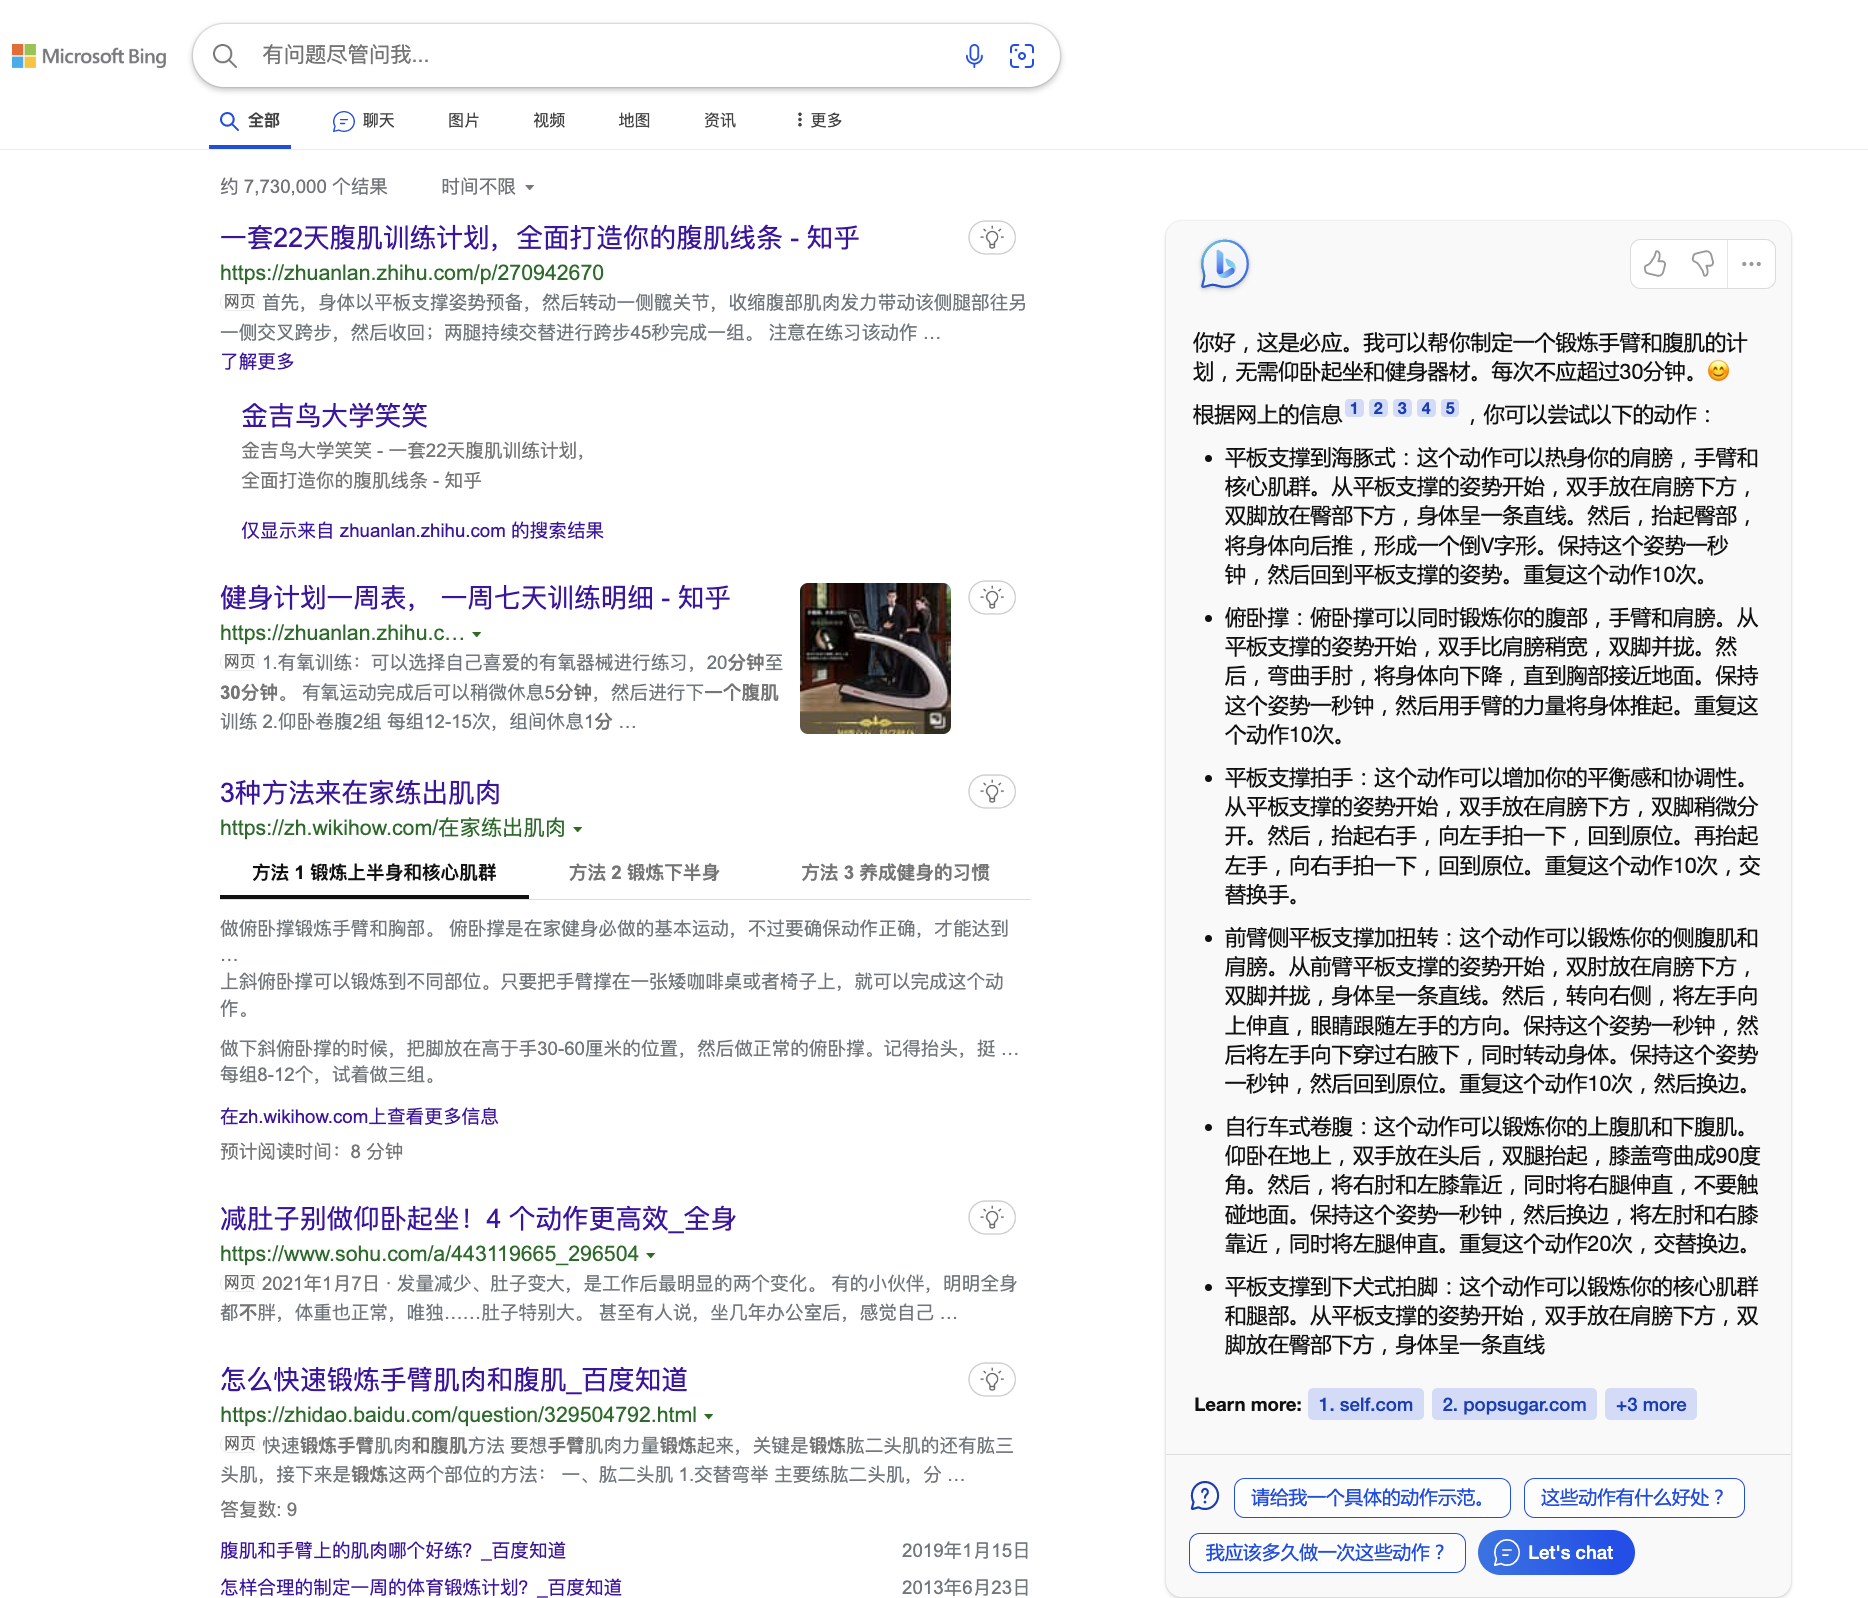 Microsoft Bing
有问题尽管问我...
全部
聊天
图片
视频
地图
资讯
更多
约 7,730,000 个结果
时间不限
一套22天腹肌训练计划，全面打造你的腹肌线条 - 知乎
https://zhuanlan.zhihu.com/p/270942670
网页 首先，身体以平板支撑姿势预备，然后转动一侧髋关节，收缩腹部肌肉发力带动该侧腿部往另
一侧交叉跨步，然后收回；两腿持续交替进行跨步45秒完成一组。 注意在练习该动作 …
了解更多
金吉鸟大学笑笑
金吉鸟大学笑笑 - 一套22天腹肌训练计划，
全面打造你的腹肌线条 - 知乎
仅显示来自 zhuanlan.zhihu.com 的搜索结果
健身计划一周表， 一周七天训练明细 - 知乎
https://zhuanlan.zhihu.c…
网页 1.有氧训练：可以选择自己喜爱的有氧器械进行练习，20分钟至
30分钟。 有氧运动完成后可以稍微休息5分钟，然后进行下一个腹肌
训练 2.仰卧卷腹2组 每组12-15次，组间休息1分 …
3种方法来在家练出肌肉
https://zh.wikihow.com/在家练出肌肉
方法 1 锻炼上半身和核心肌群
方法 2 锻炼下半身
方法 3 养成健身的习惯
做俯卧撑锻炼手臂和胸部。 俯卧撑是在家健身必做的基本运动，不过要确保动作正确，才能达到
…
上斜俯卧撑可以锻炼到不同部位。只要把手臂撑在一张矮咖啡桌或者椅子上，就可以完成这个动
作。
做下斜俯卧撑的时候，把脚放在高于手30-60厘米的位置，然后做正常的俯卧撑。记得抬头，挺 …
每组8-12个，试着做三组。
在zh.wikihow.com上查看更多信息
预计阅读时间：8 分钟
减肚子别做仰卧起坐！4 个动作更高效_全身
https://www.sohu.com/a/443119665_296504
网页 2021年1月7日 · 发量减少、肚子变大，是工作后最明显的两个变化。 有的小伙伴，明明全身
都不胖，体重也正常，唯独……肚子特别大。 甚至有人说，坐几年办公室后，感觉自己 …
怎么快速锻炼手臂肌肉和腹肌_百度知道
https://zhidao.baidu.com/question/329504792.html
网页 快速锻炼手臂肌肉和腹肌方法 要想手臂肌肉力量锻炼起来，关键是锻炼肱二头肌的还有肱三
头肌，接下来是锻炼这两个部位的方法： 一、肱二头肌 1.交替弯举 主要练肱二头肌，分 …
答复数: 9
腹肌和手臂上的肌肉哪个好练？_百度知道
2019年1月15日
怎样合理的制定一周的体育锻炼计划？_百度知道
2013年6月23日
你好，这是必应。我可以帮你制定一个锻炼手臂和腹肌的计
划，无需仰卧起坐和健身器材。每次不应超过30分钟。😊
根据网上的信息 1 2 3 4 5 ，你可以尝试以下的动作：
• 平板支撑到海豚式：这个动作可以热身你的肩膀，手臂和
核心肌群。从平板支撑的姿势开始，双手放在肩膀下方，
双脚放在臀部下方，身体呈一条直线。然后，抬起臀部，
将身体向后推，形成一个倒V字形。保持这个姿势一秒
钟，然后回到平板支撑的姿势。重复这个动作10次。
• 俯卧撑：俯卧撑可以同时锻炼你的腹部，手臂和肩膀。从
平板支撑的姿势开始，双手比肩膀稍宽，双脚并拢。然
后，弯曲手肘，将身体向下降，直到胸部接近地面。保持
这个姿势一秒钟，然后用手臂的力量将身体推起。重复这
个动作10次。
• 平板支撑拍手：这个动作可以增加你的平衡感和协调性。
从平板支撑的姿势开始，双手放在肩膀下方，双脚稍微分
开。然后，抬起右手，向左手拍一下，回到原位。再抬起
左手，向右手拍一下，回到原位。重复这个动作10次，交
替换手。
• 前臂侧平板支撑加扭转：这个动作可以锻炼你的侧腹肌和
肩膀。从前臂平板支撑的姿势开始，双肘放在肩膀下方，
双脚并拢，身体呈一条直线。然后，转向右侧，将左手向
上伸直，眼睛跟随左手的方向。保持这个姿势一秒钟，然
后将左手向下穿过右腋下，同时转动身体。保持这个姿势
一秒钟，然后回到原位。重复这个动作10次，然后换边。
• 自行车式卷腹：这个动作可以锻炼你的上腹肌和下腹肌。
仰卧在地上，双手放在头后，双腿抬起，膝盖弯曲成90度
角。然后，将右肘和左膝靠近，同时将右腿伸直，不要触
碰地面。保持这个姿势一秒钟，然后换边，将左肘和右膝
靠近，同时将左腿伸直。重复这个动作20次，交替换边。
• 平板支撑到下犬式拍脚：这个动作可以锻炼你的核心肌群
和腿部。从平板支撑的姿势开始，双手放在肩膀下方，双
脚放在臀部下方，身体呈一条直线
Learn more: 1. self.com 2. popsugar.com +3 more
请给我一个具体的动作示范。
这些动作有什么好处？
我应该多久做一次这些动作？
Let's chat